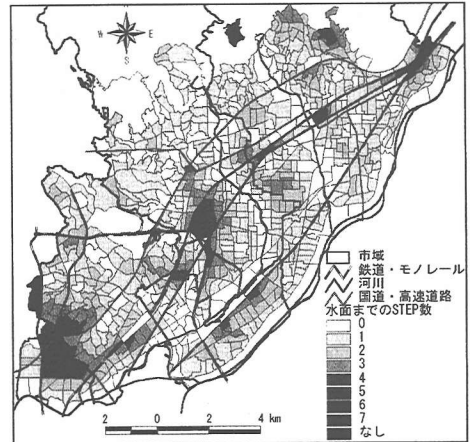 N
W E
S
市域
鉄道・モノレール
河川
国道・高速道路
水面までのSTEP数
0
1
2
3
4
5
6
7
なし
2 0 2 4 km